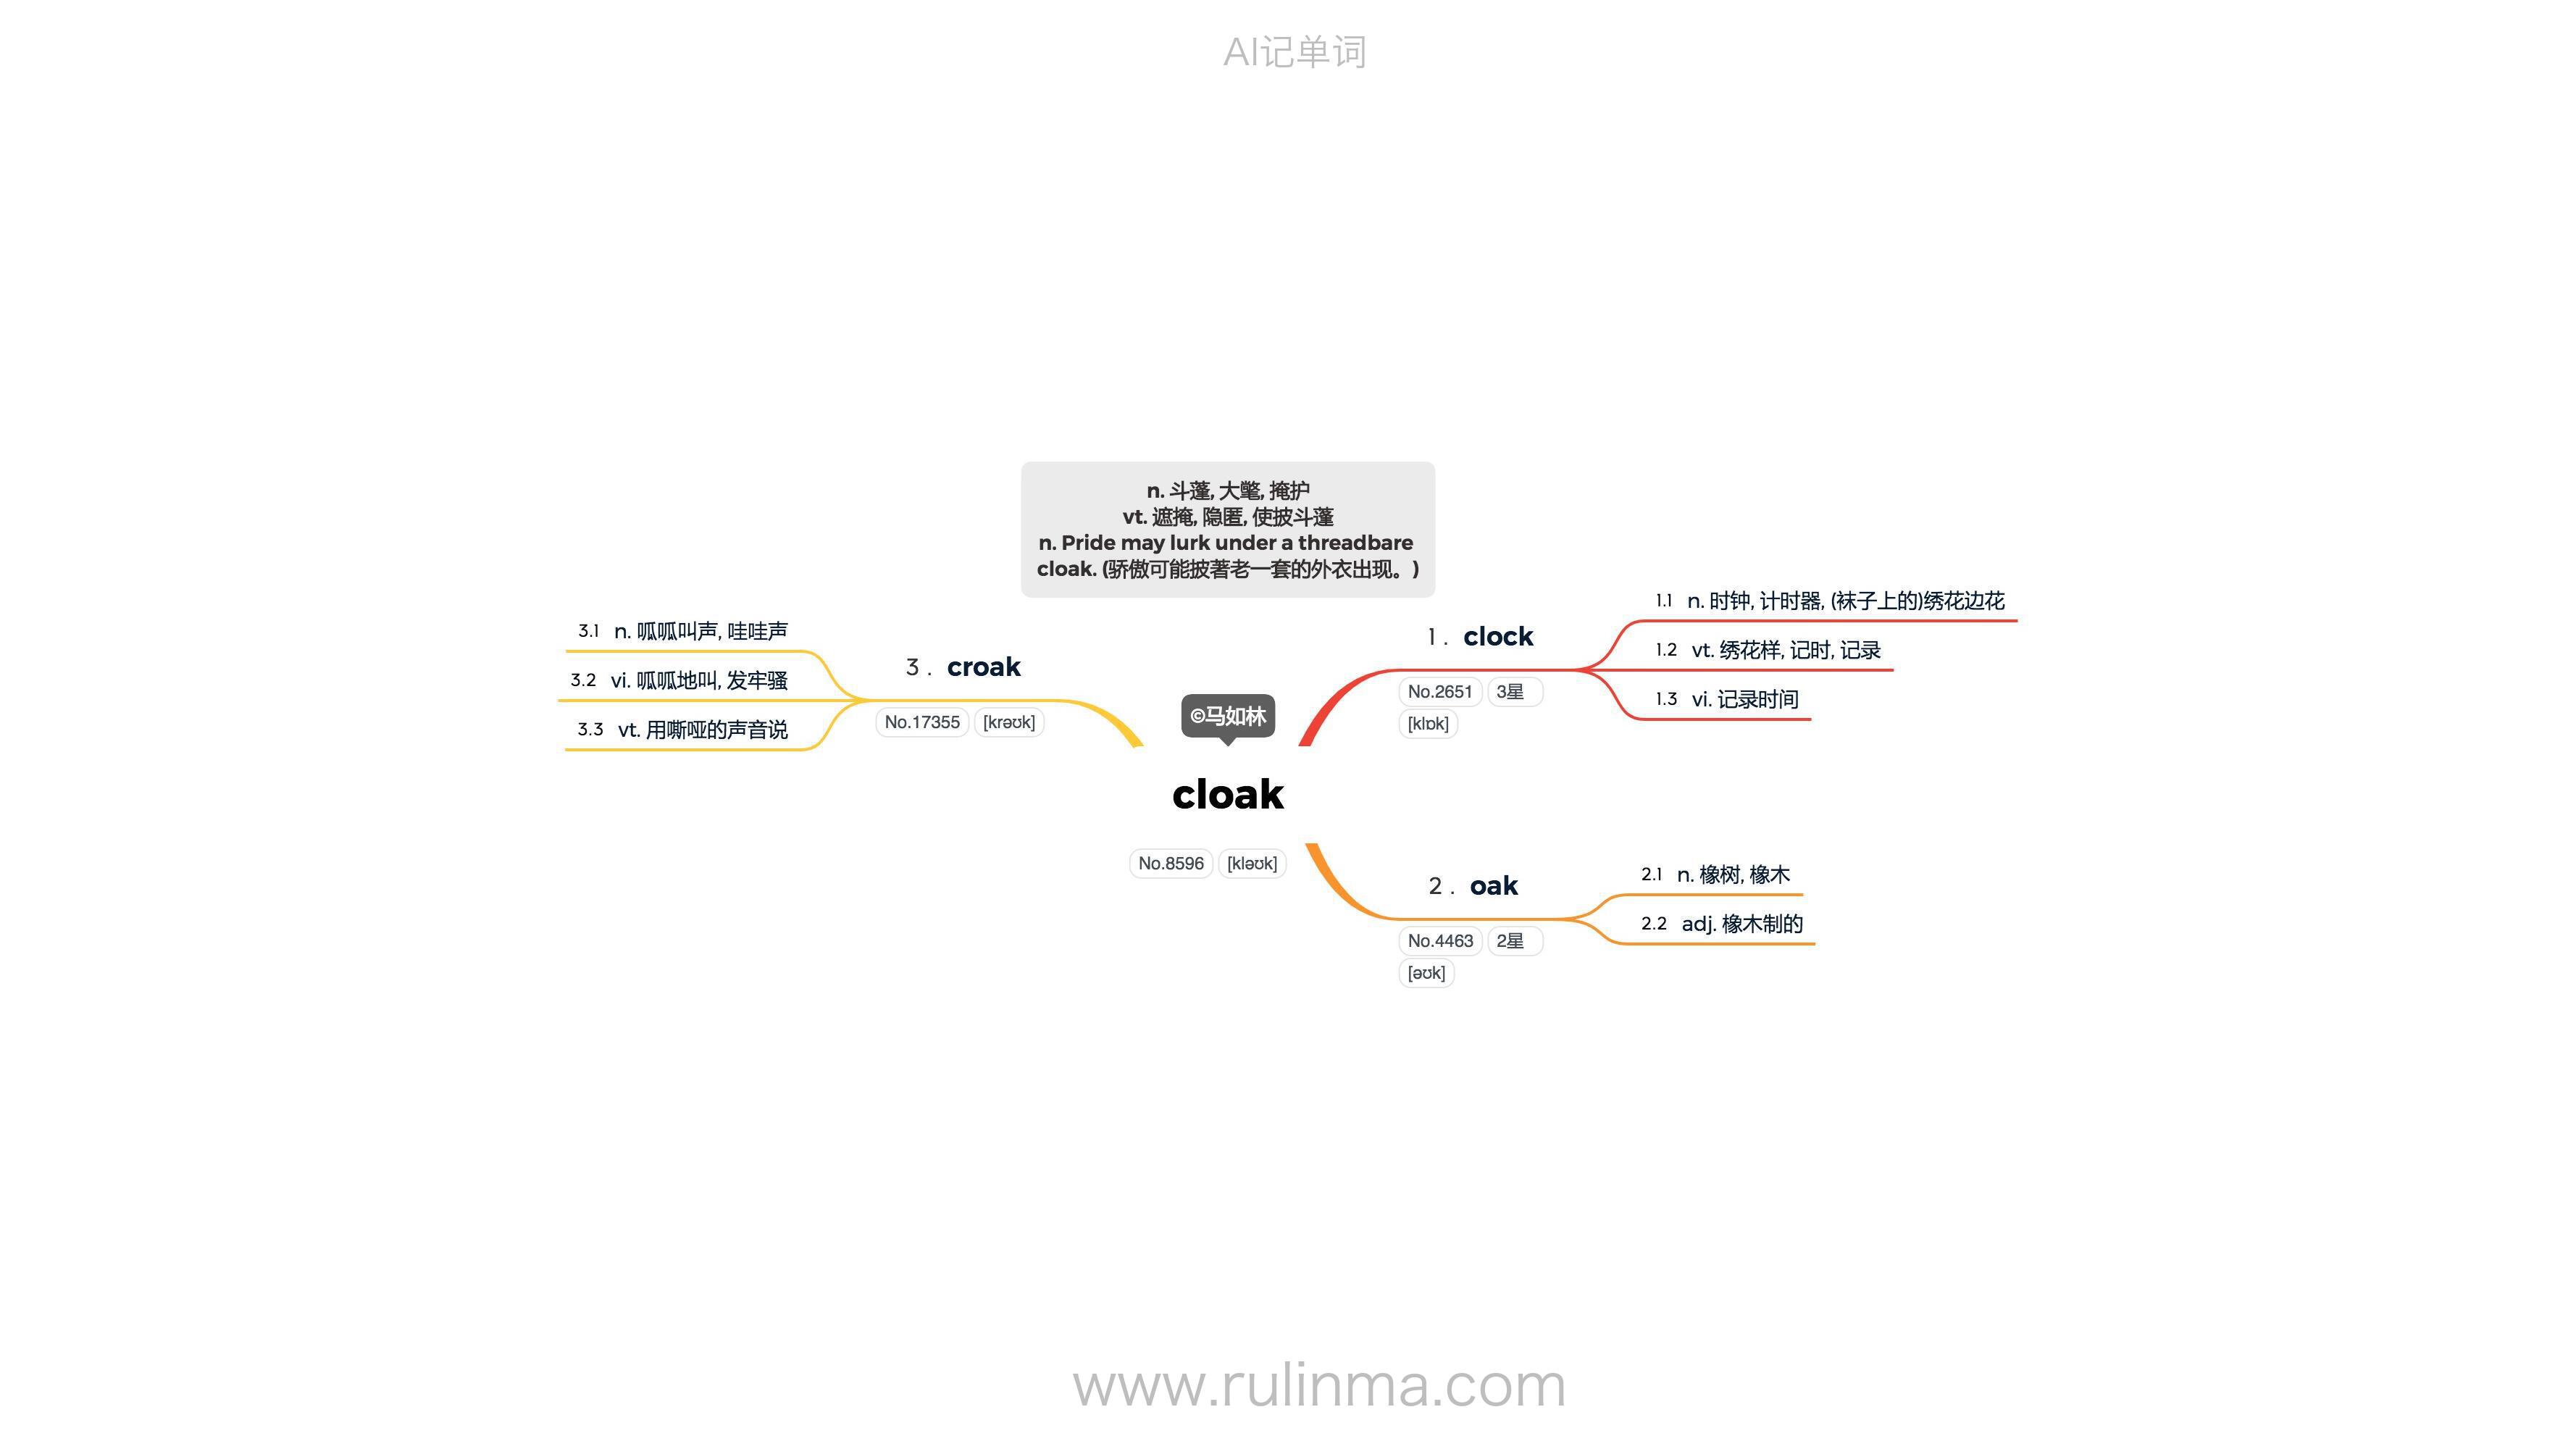 AI记单词
n. 斗蓬, 大氅, 掩护
vt. 遮掩, 隐匿, 使披斗蓬
n. Pride may lurk under a threadbare
cloak. (骄傲可能披著老一套的外衣出现。)
©马如林
cloak
No.8596 [kləʊk]
1. clock
No.2651 3星
[klɒk]
1.1 n. 时钟, 计时器, (袜子上的)绣花边花
1.2 vt. 绣花样, 记时, 记录
1.3 vi. 记录时间
2. oak
No.4463 2星
[əʊk]
2.1 n. 橡树, 橡木
2.2 adj. 橡木制的
3. croak
No.17355 [krəʊk]
3.1 n. 呱呱叫声, 哇哇声
3.2 vi. 呱呱地叫, 发牢骚
3.3 vt. 用嘶哑的声音说
www.rulinma.com